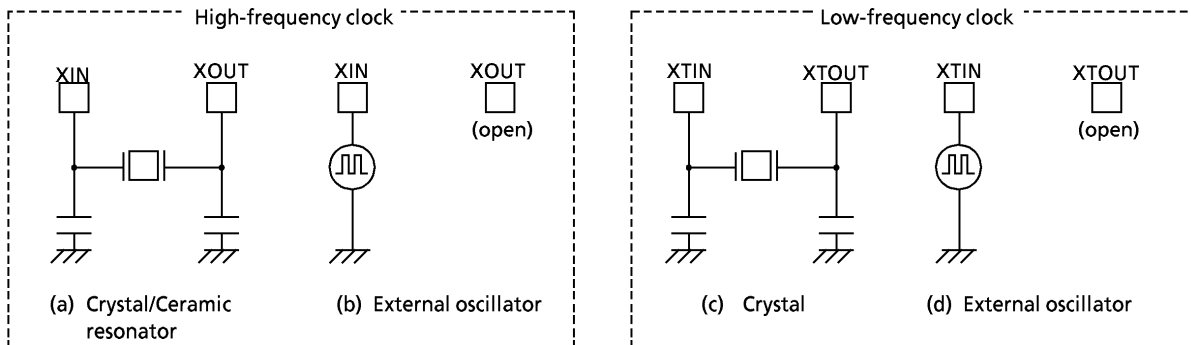 High-frequency clock
Low-frequency clock
XIN
XOUT
XIN
XOUT
(open)
XTIN
XTOUT
XTIN
XTOUT
(open)
(a) Crystal/Ceramic
resonator
(b) External oscillator
(c) Crystal
(d) External oscillator